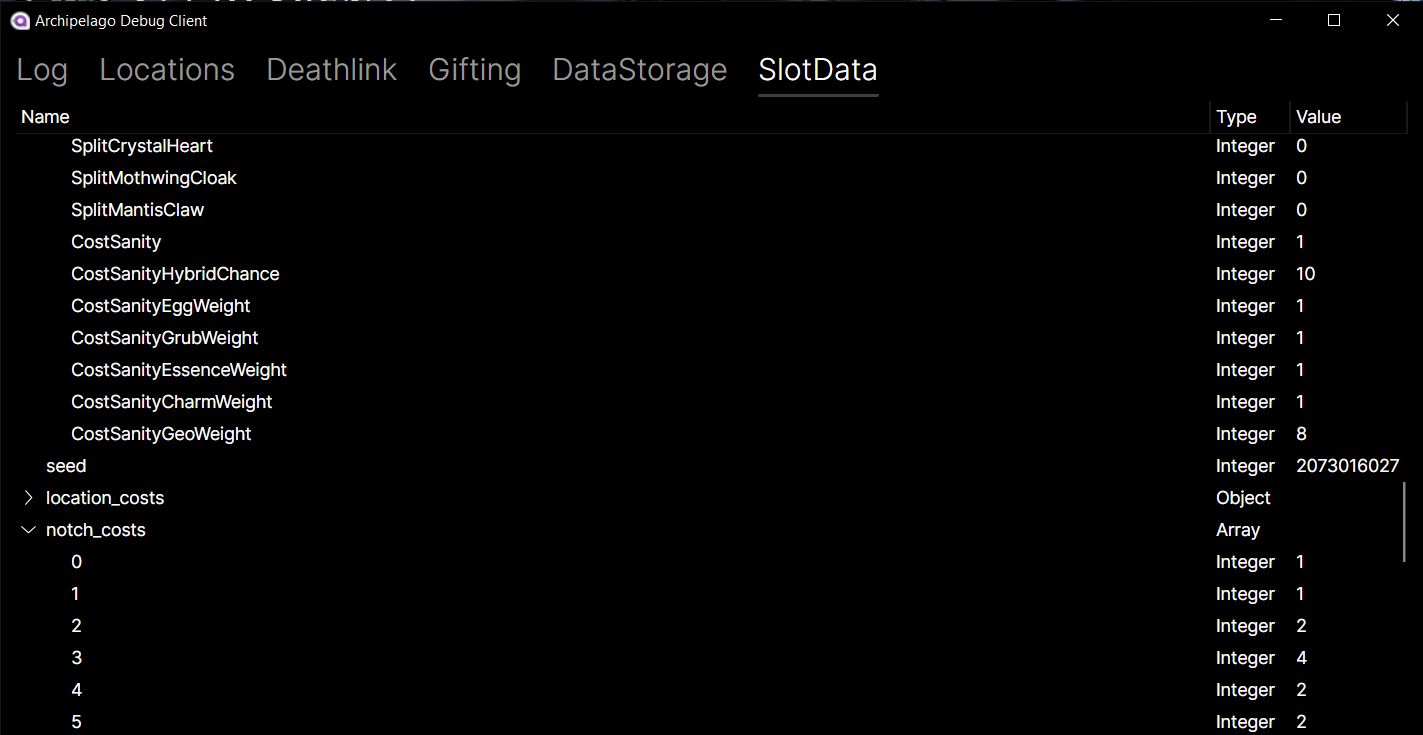 Archipelago Debug Client
Log Locations Deathlink Gifting DataStorage SlotData
Name Type Value
SplitCrystalHeart Integer 0
SplitMothwingCloak Integer 0
SplitMantisClaw Integer 0
CostSanity Integer 1
CostSanityHybridChance Integer 10
CostSanityEggWeight Integer 1
CostSanityGrubWeight Integer 1
CostSanityEssenceWeight Integer 1
CostSanityCharmWeight Integer 1
CostSanityGeoWeight Integer 8
seed Integer 2073016027
location_costs Object
notch_costs Array
0 Integer 1
1 Integer 1
2 Integer 2
3 Integer 4
4 Integer 2
5 Integer 2